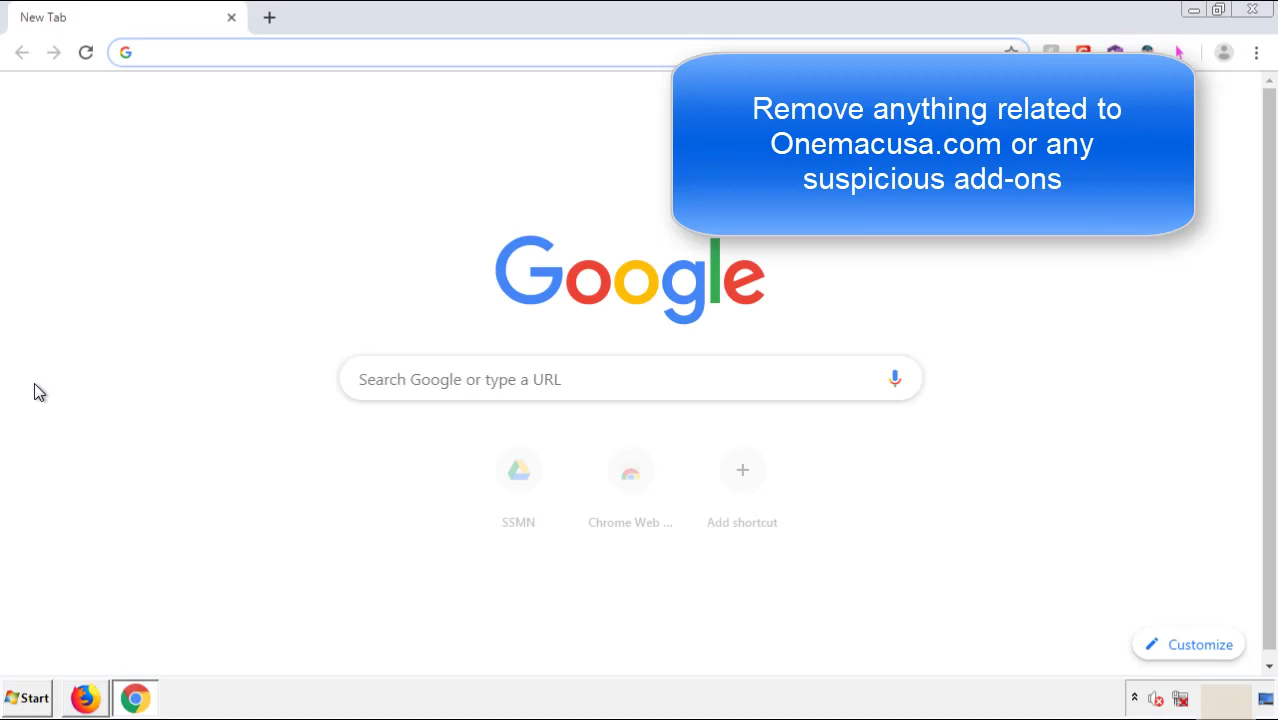 New Tab
Remove anything related to
Onemacusa.com or any
suspicious add-ons
Google
Search Google or type a URL
SSMN
Chrome Web ...
Add shortcut
Customize
Start